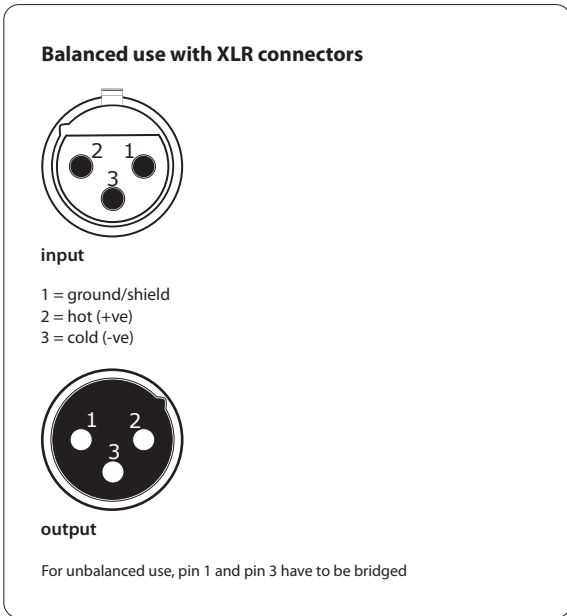 Balanced use with XLR connectors
2 1
3
input
1 = ground/shield
2 = hot (+ve)
3 = cold (-ve)
1 2
3
output
For unbalanced use, pin 1 and pin 3 have to be bridged